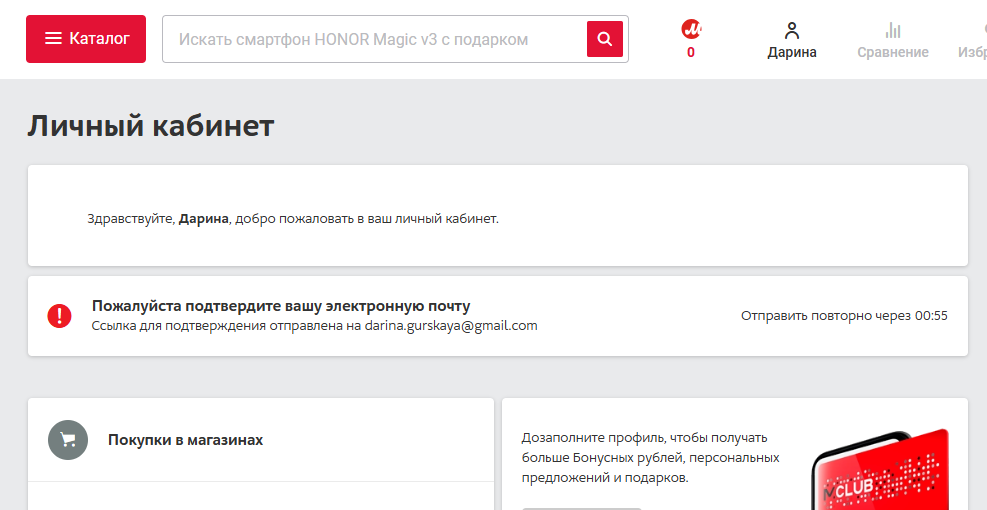 Каталог
Искать смартфон HONOR Magic v3 с подарком
0
Дарина
Сравнение
Избр
Личный кабинет
Здравствуйте, Дарина, добро пожаловать в ваш личный кабинет.
Пожалуйста подтвердите вашу электронную почту
Ссылка для подтверждения отправлена на darina.gurskaya@gmail.com
Отправить повторно через 00:55
Покупки в магазинах
Дозаполните профиль, чтобы получать
больше Бонусных рублей, персональных
предложений и подарков.
MCLUB